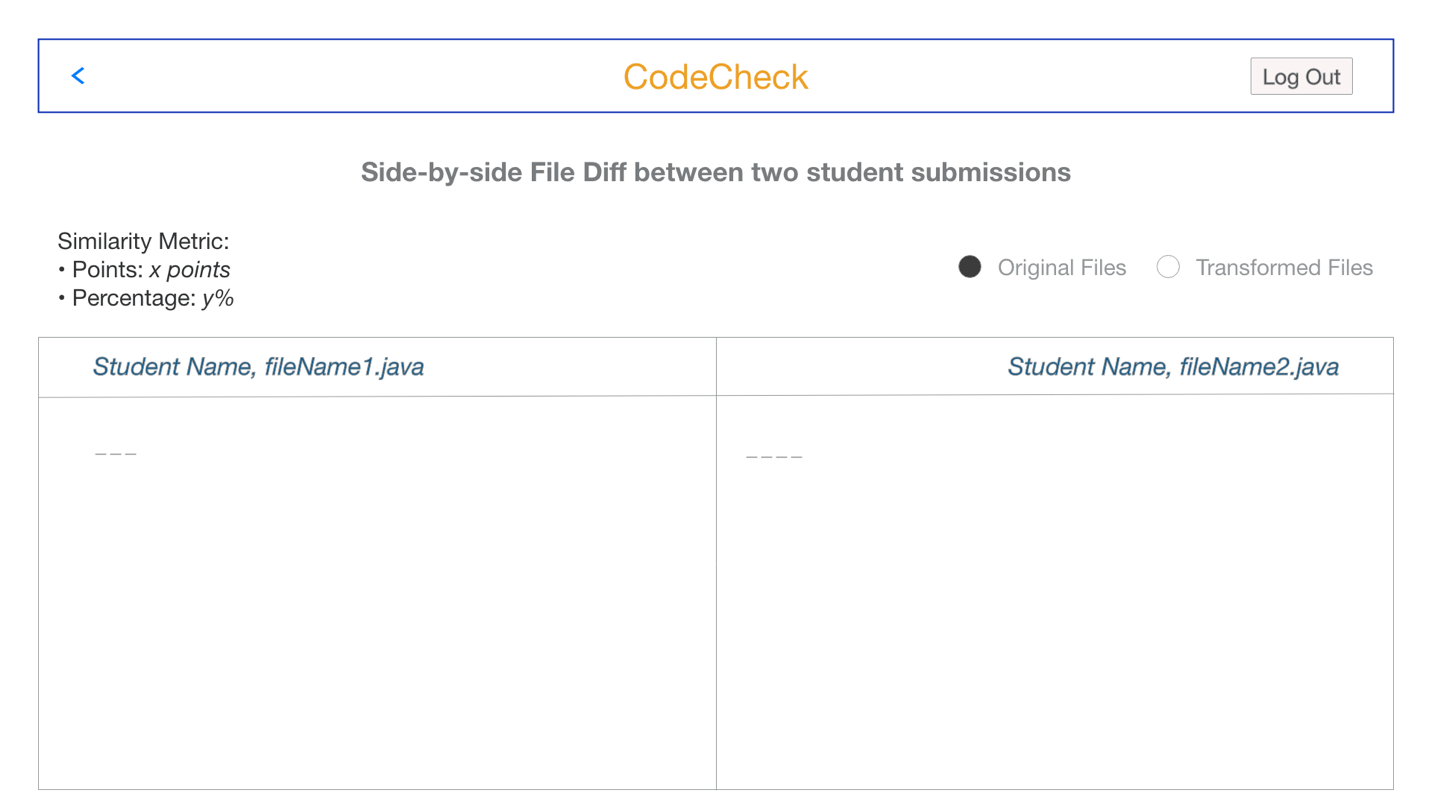 <
CodeCheck
Log Out
Side-by-side File Diff between two student submissions
Similarity Metric:
• Points: x points
• Percentage: y%
Original Files
Transformed Files
Student Name, fileName1.java
Student Name, fileName2.java
_ _ _
_ _ _ _